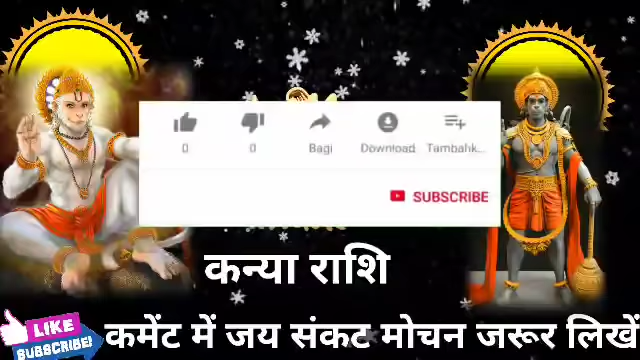 0 0 Bagi Download Tambahk...
SUBSCRIBE
कन्या राशि
LIKE
SUBSCRIBE!
कमेंट में जय संकट मोचन जरूर लिखें